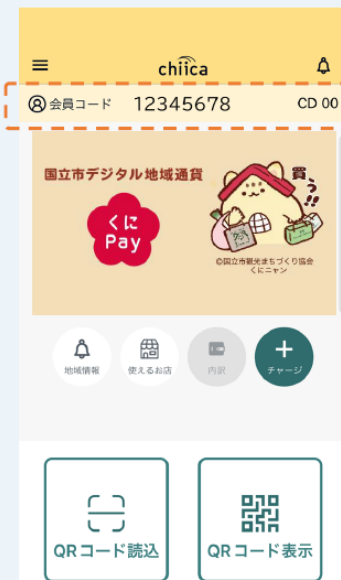 chiica
会員コード 12345678 CD 00
国立市デジタル地域通貨
くに
Pay
買う!!
©国立市観光まちづくり協会
くにニャン
地域情報 使えるお店 内訳 チャージ
QRコード読込 QRコード表示